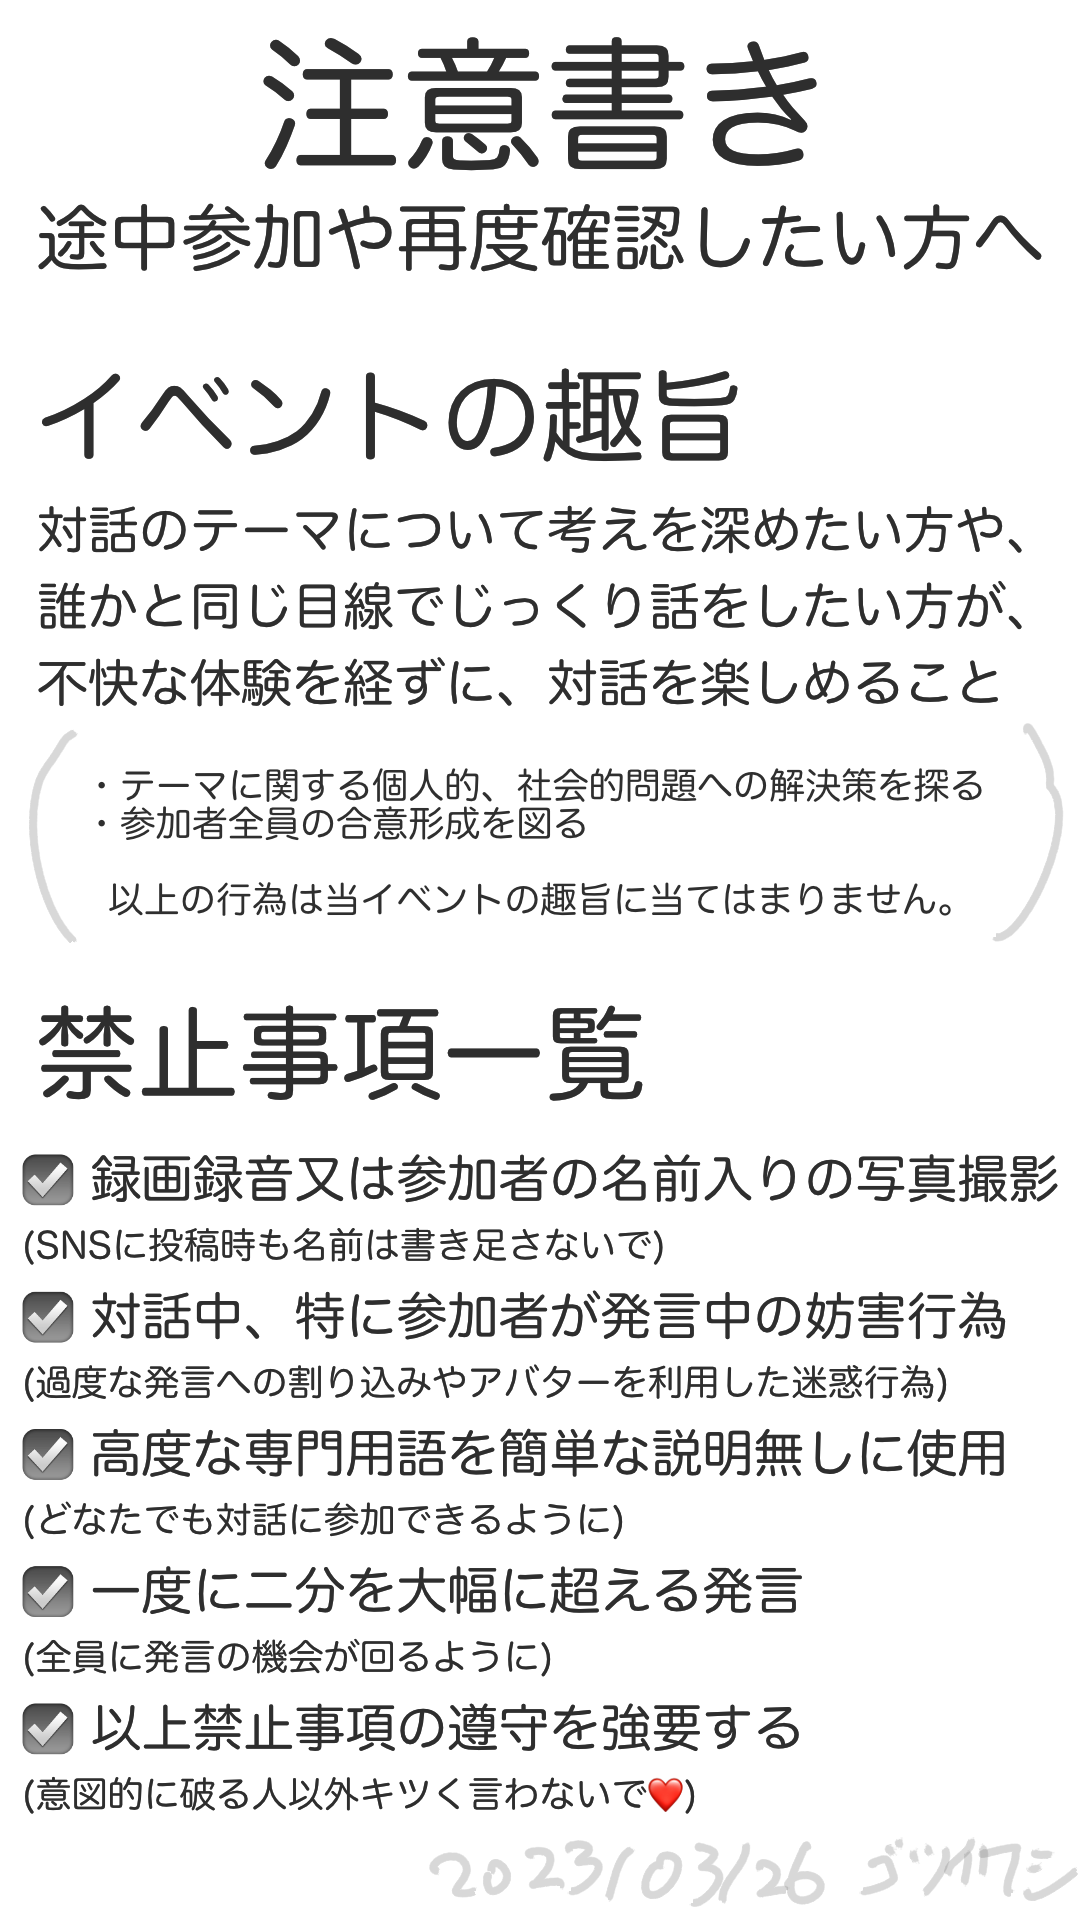 注意書き
途中参加や再度確認したい方へ
イベントの趣旨
対話のテーマについて考えを深めたい方や、
誰かと同じ目線でじっくり話をしたい方が、
不快な体験を経ずに、対話を楽しめること
・テーマに関する個人的、社会的問題への解決策を探る
・参加者全員の合意形成を図る
以上の行為は当イベントの趣旨に当てはまりません。
禁止事項一覧
☑ 録画録音又は参加者の名前入りの写真撮影
(SNSに投稿時も名前は書き足さないで)
☑ 対話中、特に参加者が発言中の妨害行為
(過度な発言への割り込みやアバターを利用した迷惑行為)
☑ 高度な専門用語を簡単な説明無しに使用
(どなたでも対話に参加できるように)
☑ 一度に二分を大幅に超える発言
(全員に発言の機会が回るように)
☑ 以上禁止事項の遵守を強要する
(意図的に破る人以外キツく言わないで❤️)
2023/03/26